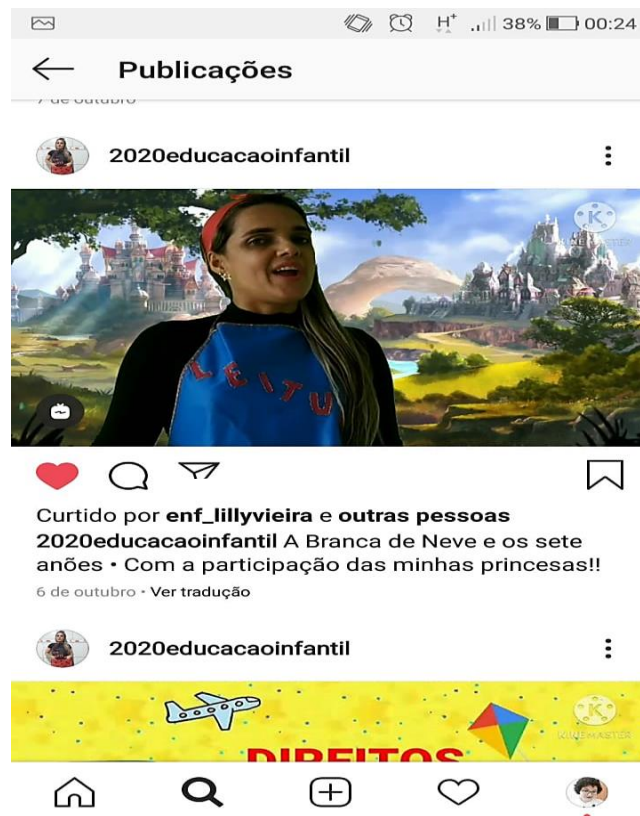 38% 00:24
Publicações
7 de outubro
2020educacaoinfantil
KINEMASTER
LEITU
Curtido por enf_lillyvieira e outras pessoas
2020educacaoinfantil A Branca de Neve e os sete
anões • Com a participação das minhas princesas!!
6 de outubro • Ver tradução
2020educacaoinfantil
KINEMASTER
DIREITOS